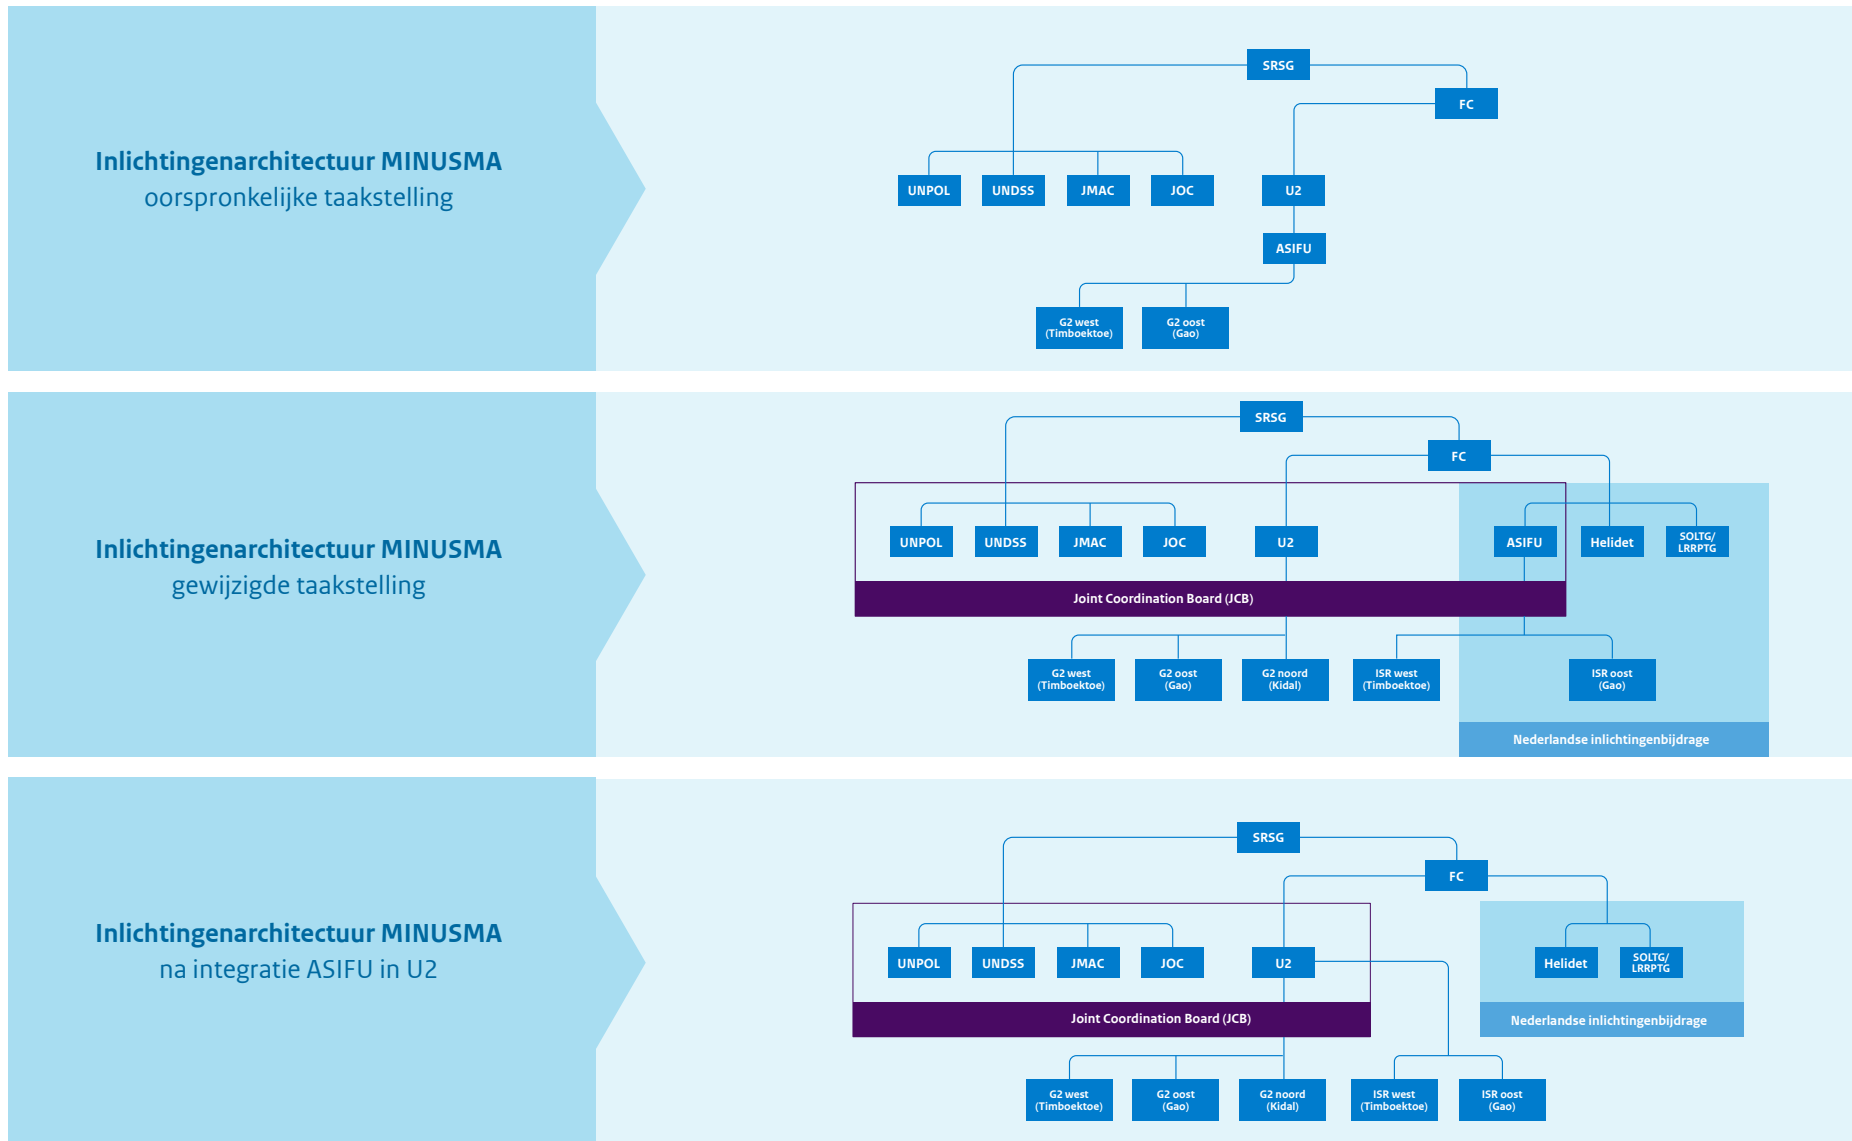 Inlichtingenarchitectuur MINUSMA
oorspronkelijke taakstelling
SRSG
FC
UNPOL
UNDSS
JMAC
JOC
U2
ASIFU
G2 west
(Timboektoe)
G2 oost
(Gao)
Inlichtingenarchitectuur MINUSMA
gewijzigde taakstelling
SRSG
FC
UNPOL
UNDSS
JMAC
JOC
U2
ASIFU
Helidet
SOLTG/
LRRPTG
Joint Coordination Board (JCB)
G2 west
(Timboektoe)
G2 oost
(Gao)
G2 noord
(Kidal)
ISR west
(Timboektoe)
ISR oost
(Gao)
Nederlandse inlichtingenbijdrage
Inlichtingenarchitectuur MINUSMA
na integratie ASIFU in U2
SRSG
FC
UNPOL
UNDSS
JMAC
JOC
U2
Helidet
SOLTG/
LRRPTG
Joint Coordination Board (JCB)
Nederlandse inlichtingenbijdrage
G2 west
(Timboektoe)
G2 oost
(Gao)
G2 noord
(Kidal)
ISR west
(Timboektoe)
ISR oost
(Gao)